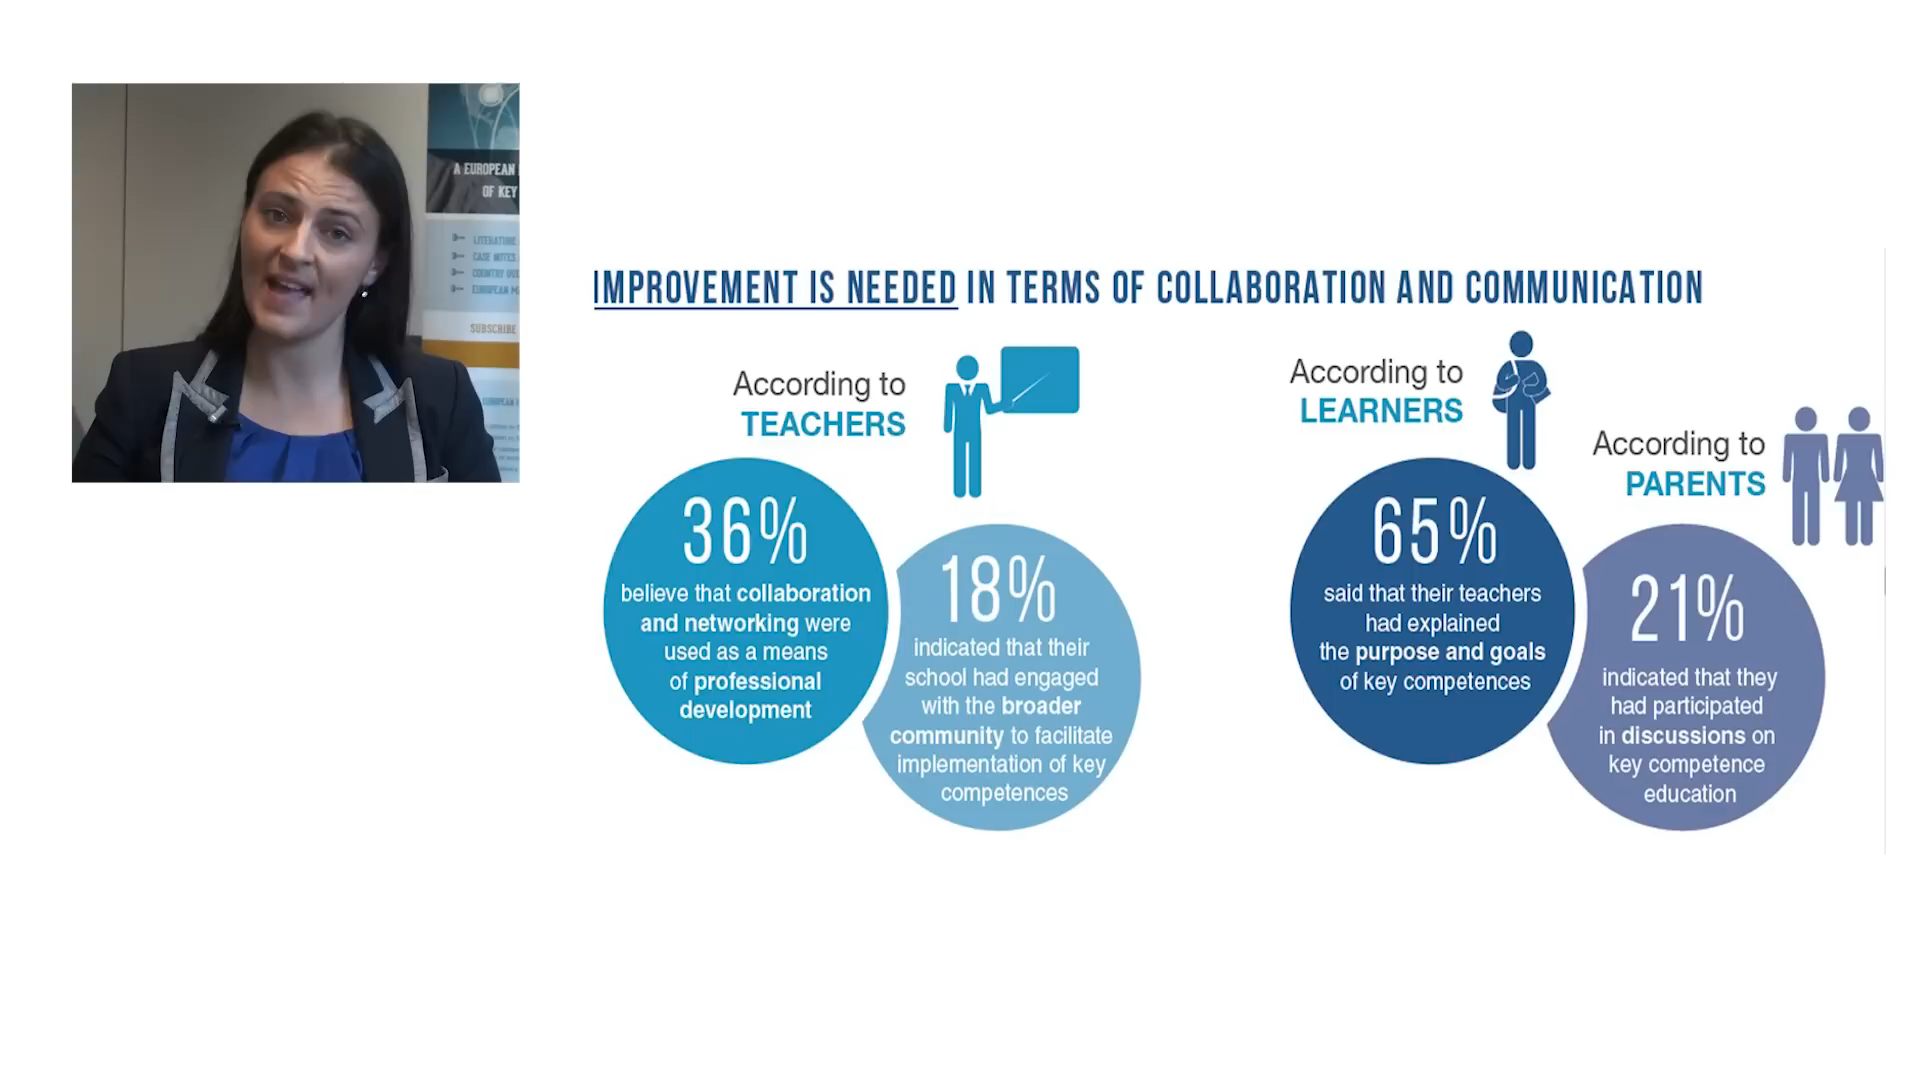 A EUROPEAN
OF KEY
LITERATURE
CASE NOTES
COUNTRY
EUROPEAN
SUBSCRIBE
EUROPEAN
IMPROVEMENT IS NEEDED IN TERMS OF COLLABORATION AND COMMUNICATION
According to
TEACHERS
36%
believe that collaboration
and networking were
used as a means
of professional
development
18%
indicated that their
school had engaged
with the broader
community to facilitate
implementation of key
competences
According to
LEARNERS
65%
said that their teachers
had explained
the purpose and goals
of key competences
According to
PARENTS
21%
indicated that they
had participated
in discussions on
key competence
education